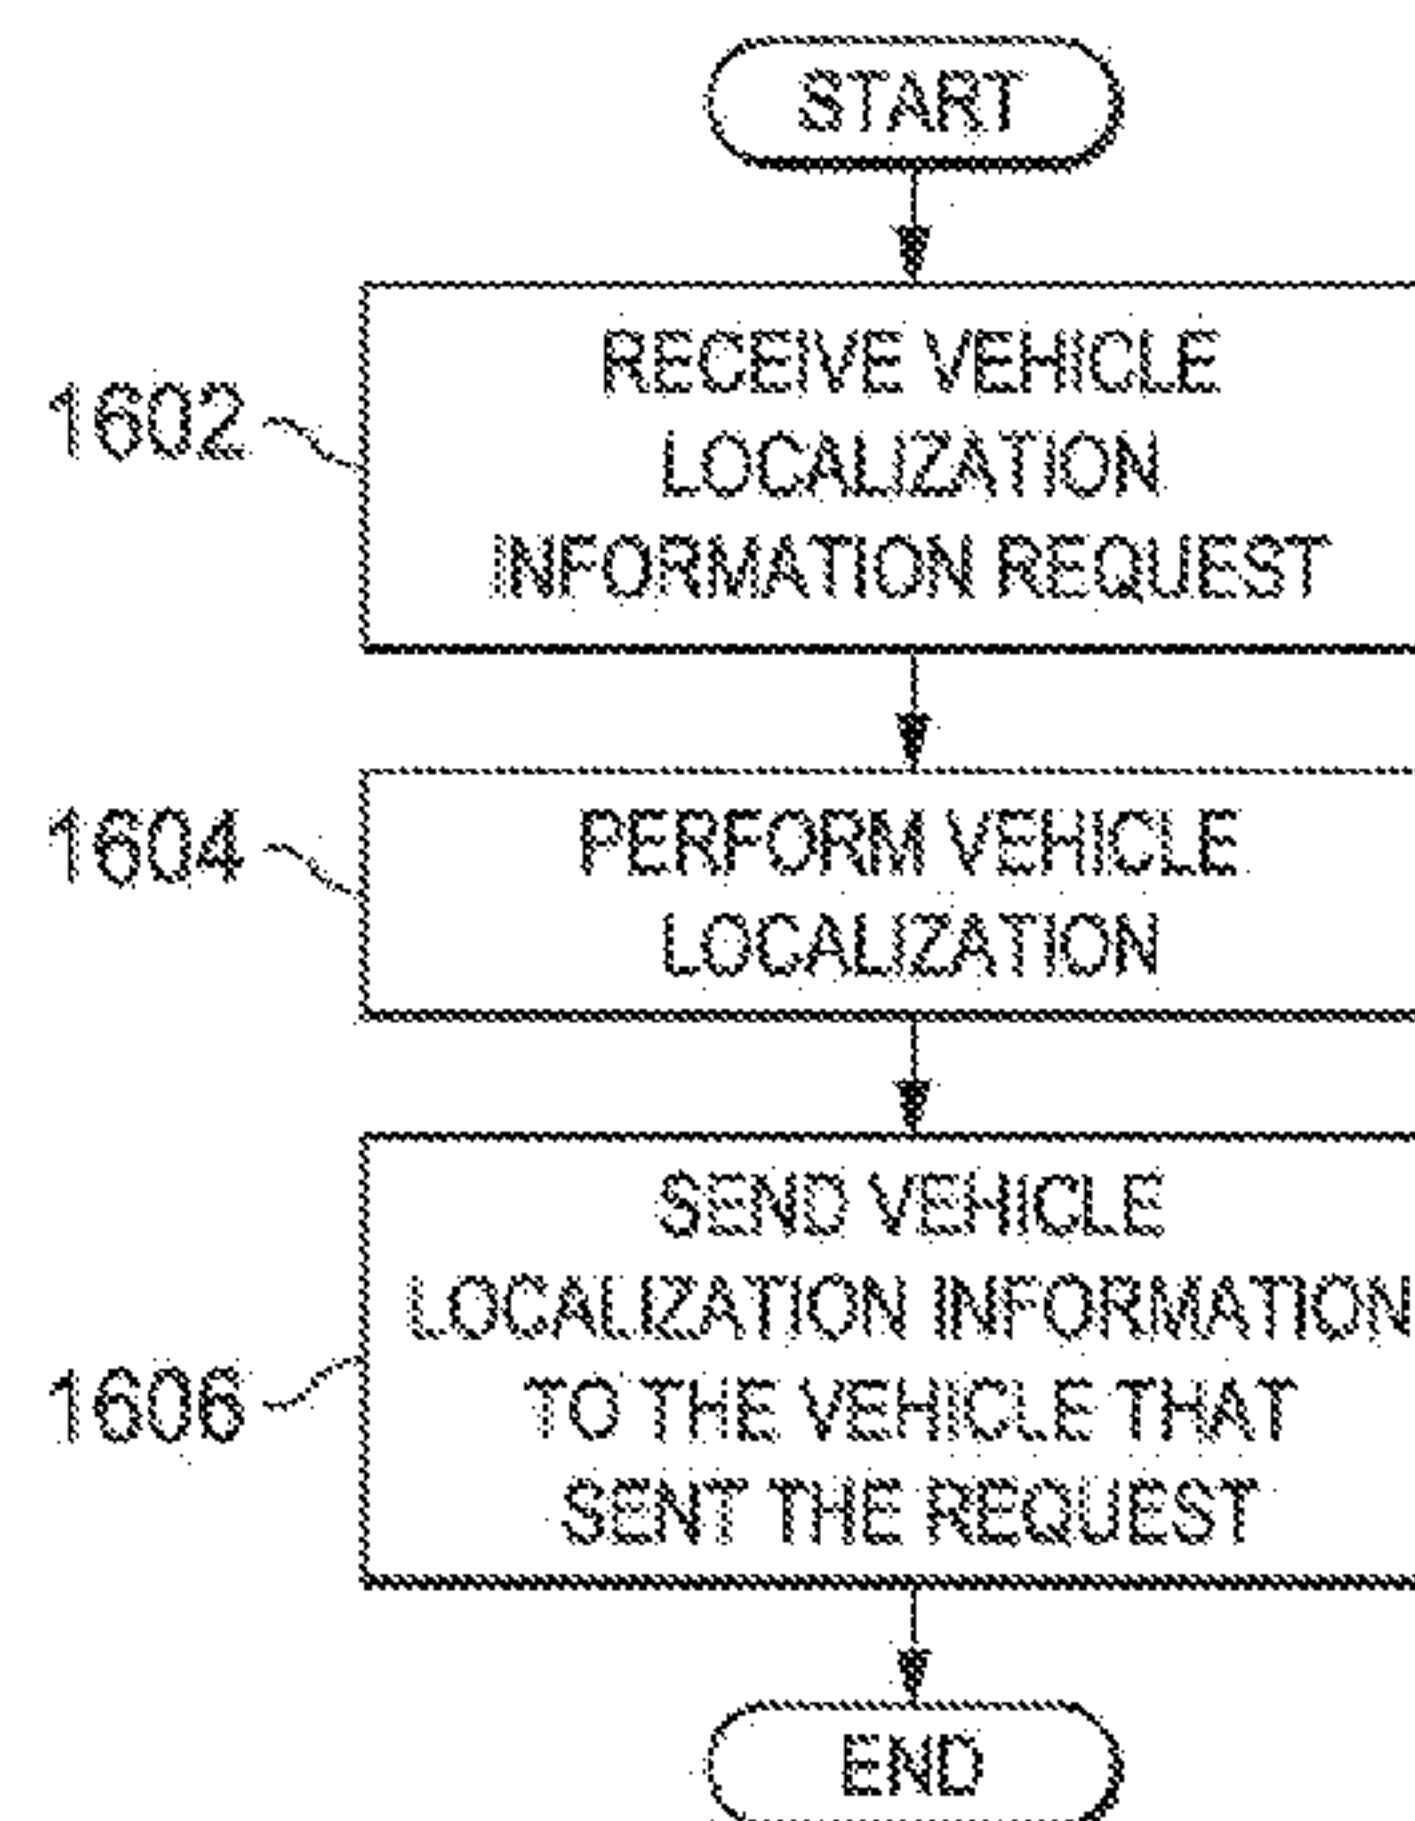 START
RECEIVE VEHICLE
LOCALIZATION
INFORMATION REQUEST
1602
PERFORM VEHICLE
LOCALIZATION
1604
SEND VEHICLE
LOCALIZATION INFORMATION
TO THE VEHICLE THAT
SENT THE REQUEST
1606
END